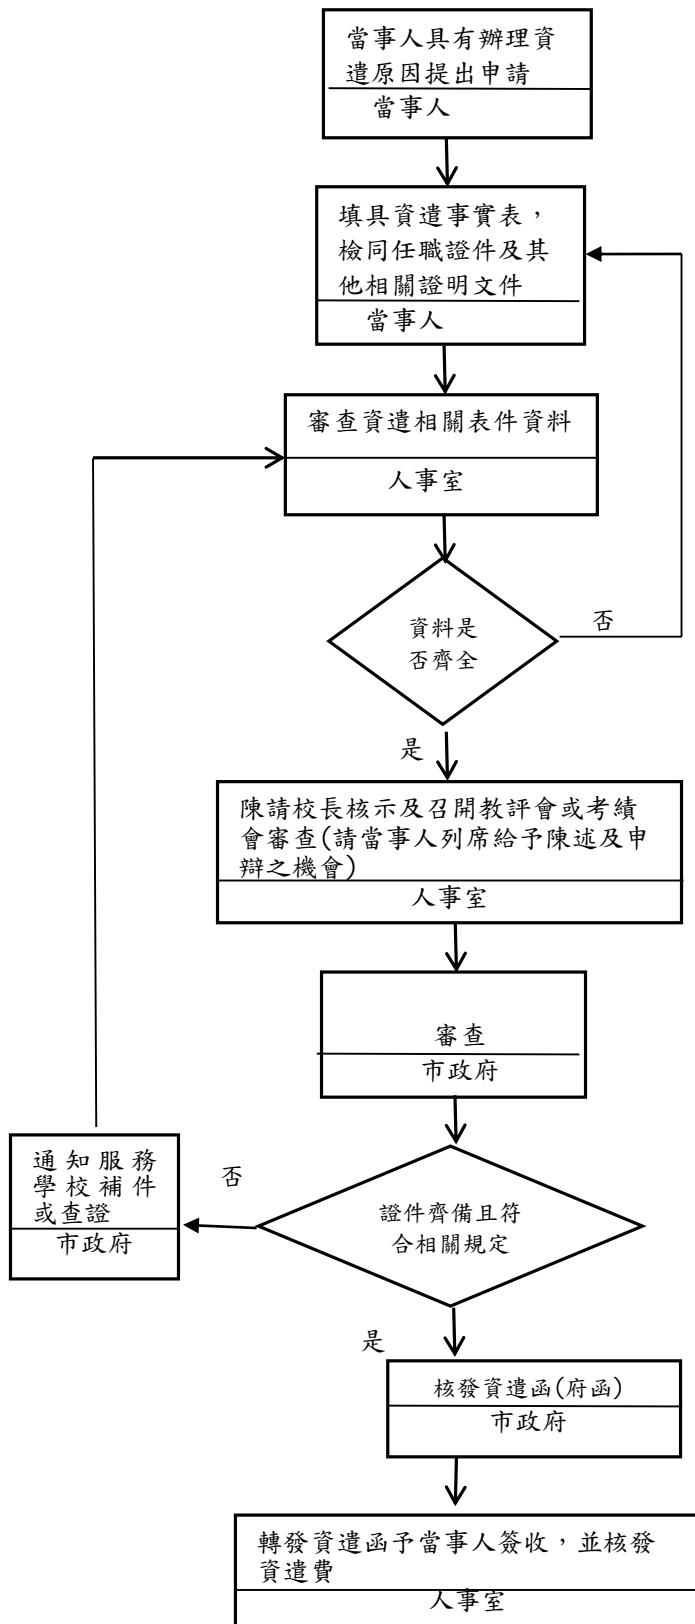 當事人具有辦理資
遣原因提出申請
當事人
填具資遣事實表，
檢同任職證件及其
他相關證明文件
當事人
審查資遣相關表件資料
人事室
資料是
否齊全
否
是
陳請校長核示及召開教評會或考績
會審查(請當事人列席給予陳述及申
辯之機會)
人事室
審查
市政府
通知服務
學校補件
或查證
市政府
否
證件齊備且符
合相關規定
是
核發資遣函(府函)
市政府
轉發資遣函予當事人簽收，並核發
資遣費
人事室